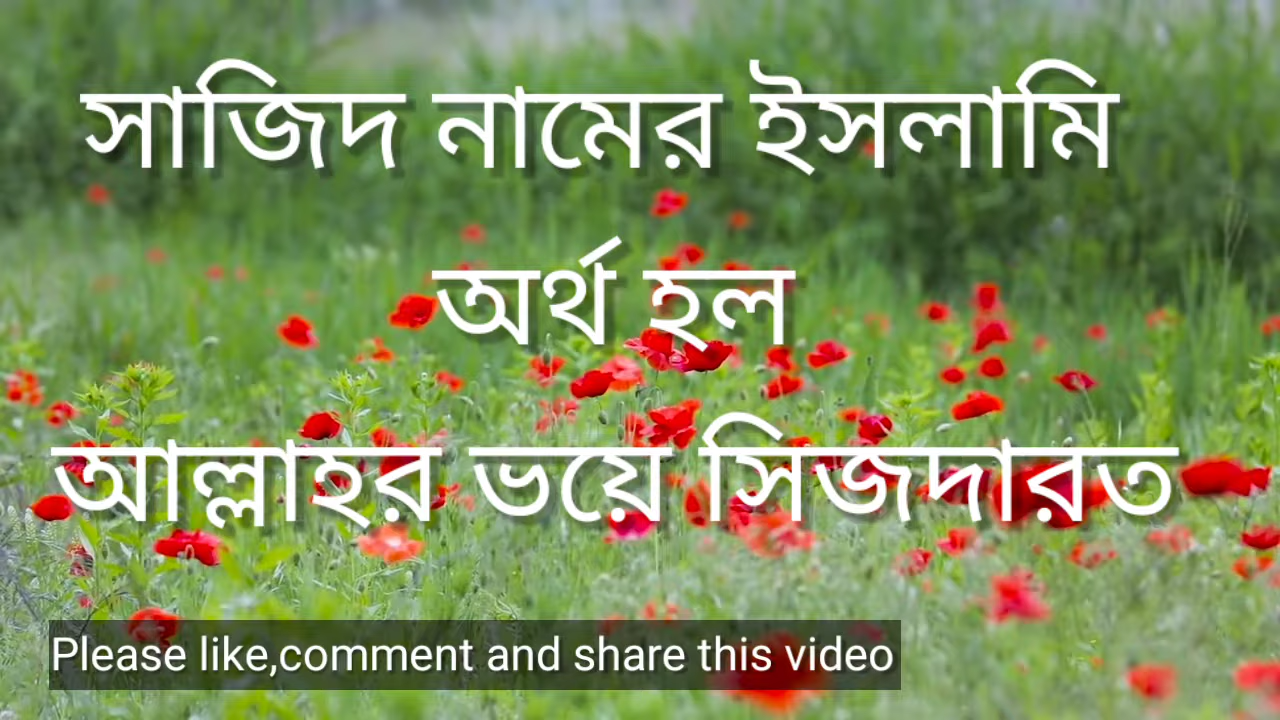 সাজিদ নামের ইসলামি
অর্থ হল
আল্লাহর ভয়ে সিজদারত
Please like,comment and share this video